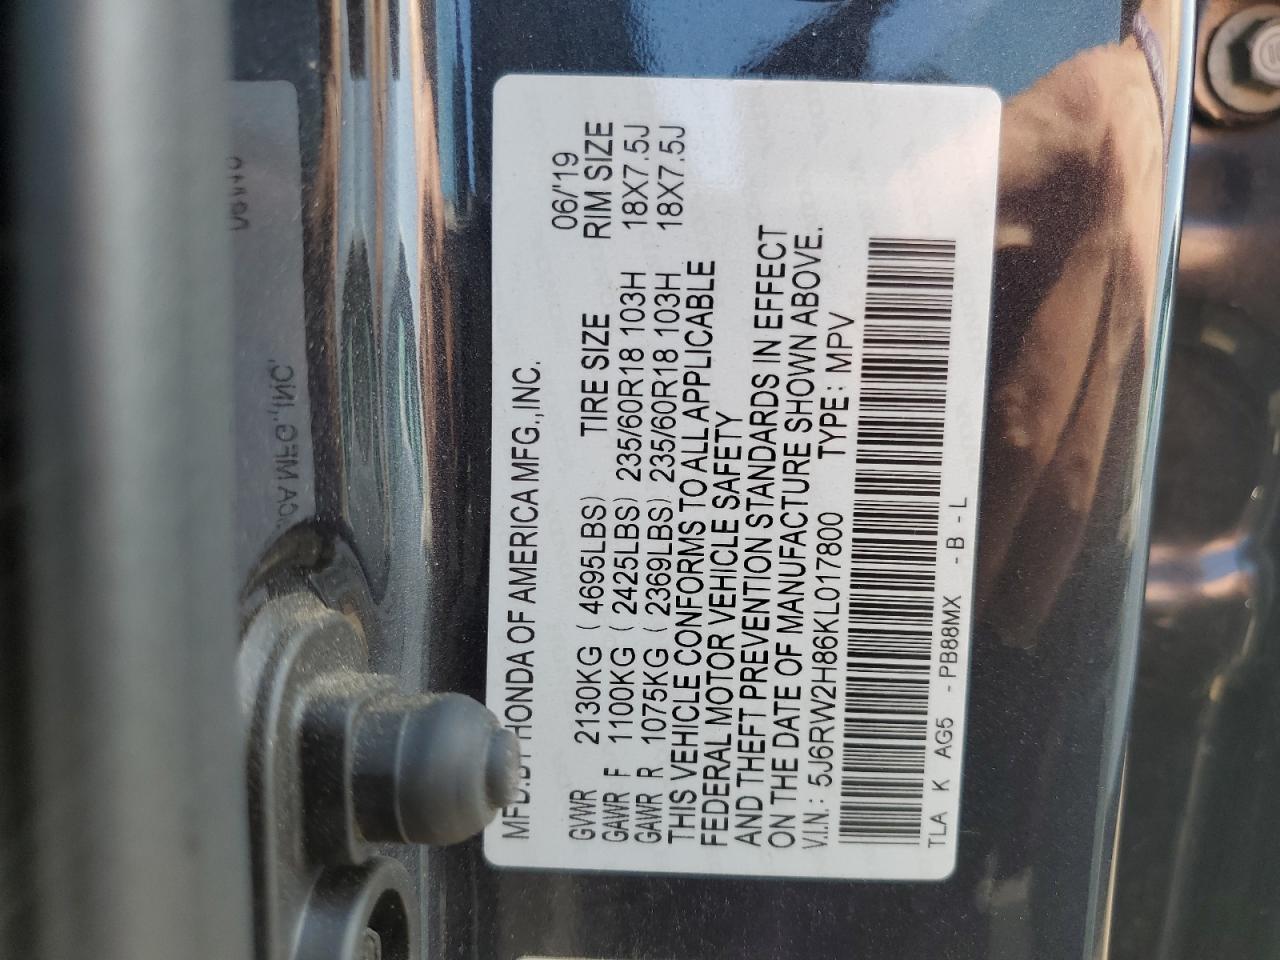 MFD.BY HONDA OF AMERICA MFG.,INC.
06/'19
GVWR 2130KG ( 4695LBS) TIRE SIZE RIM SIZE
GAWR F 1100KG ( 2425LBS) 235/60R18 103H 18X7.5J
GAWR R 1075KG ( 2369LBS) 235/60R18 103H 18X7.5J
THIS VEHICLE CONFORMS TO ALL APPLICABLE
FEDERAL MOTOR VEHICLE SAFETY
AND THEFT PREVENTION STANDARDS IN EFFECT
ON THE DATE OF MANUFACTURE SHOWN ABOVE.
V.I.N.: 5J6RW2H86KL017800 TYPE: MPV
TLA K AG5 - PB88MX - B - L